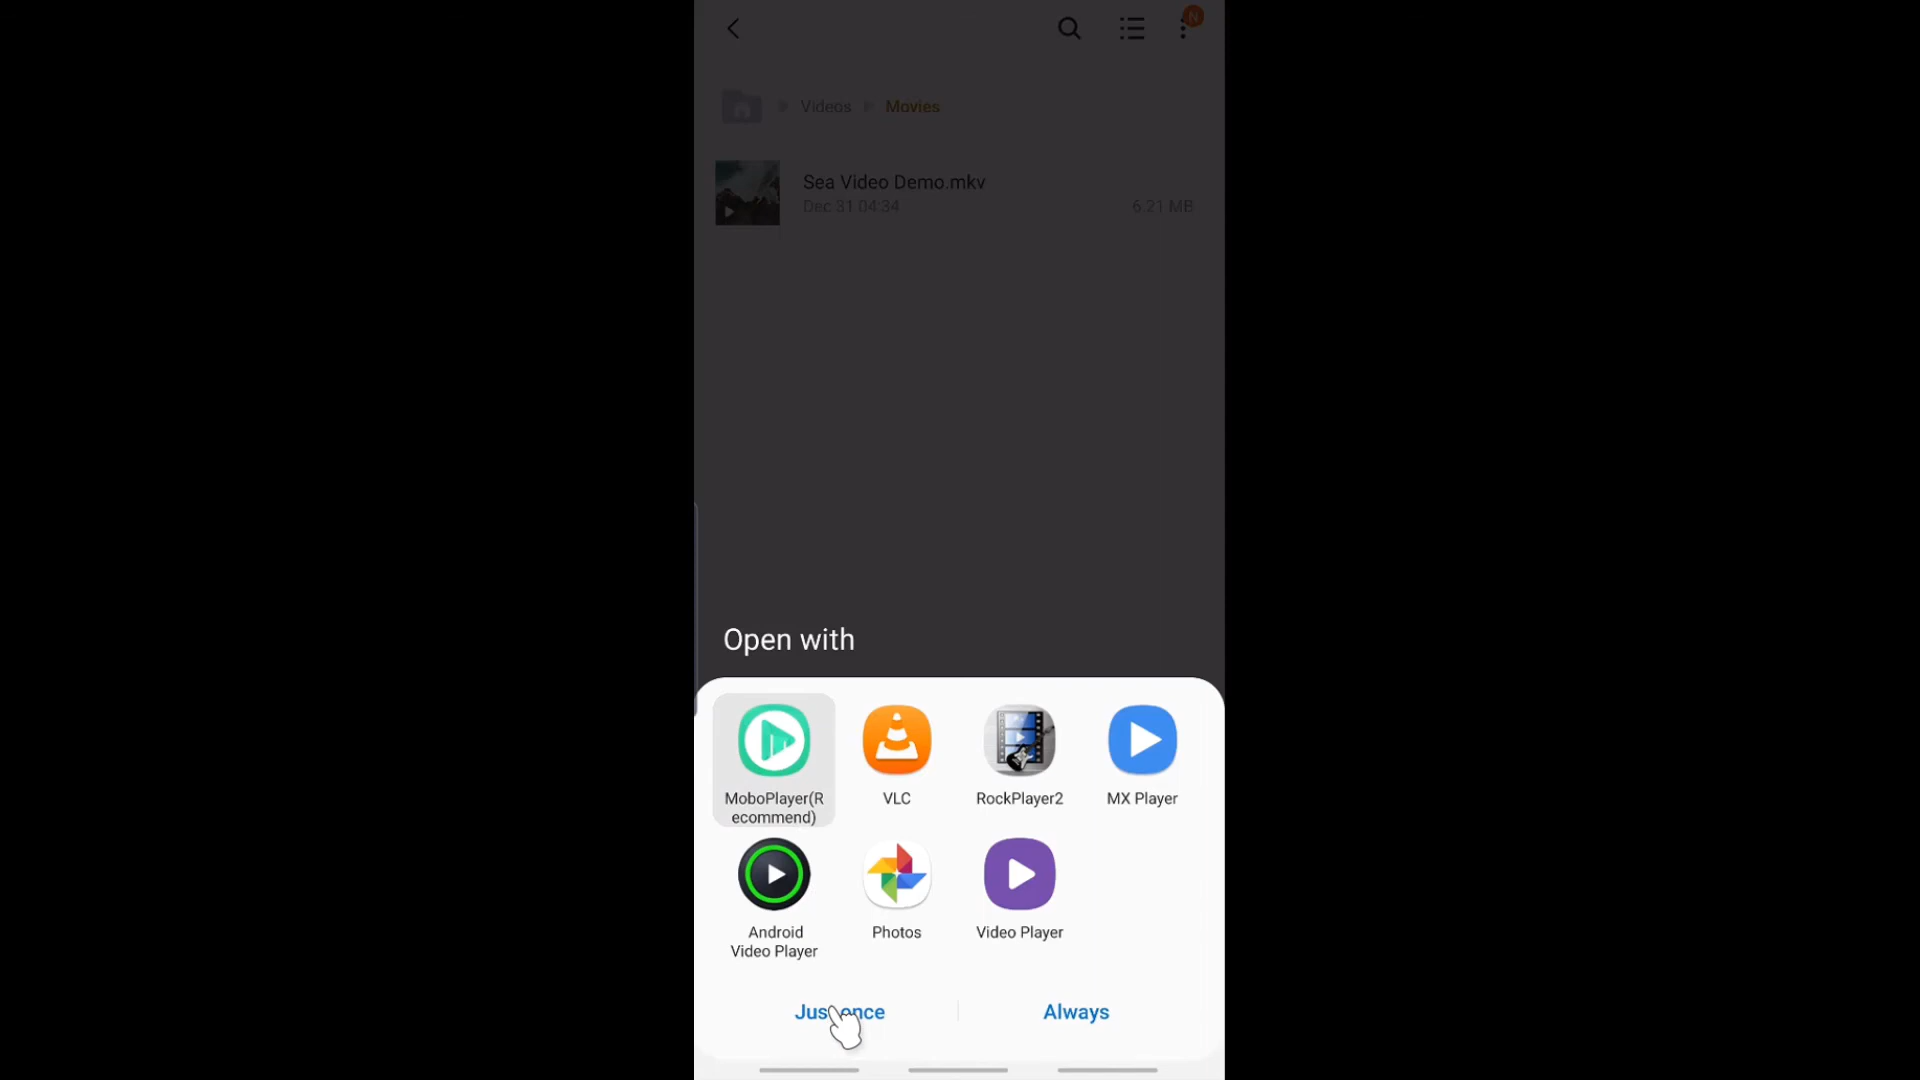 N
Videos Movies
Sea Video Demo.mkv
Dec 31 04:34 6.21 MB
Open with
MoboPlayer(R
ecommend)
VLC
RockPlayer2
MX Player
Android
Video Player
Photos
Video Player
Just once
Always